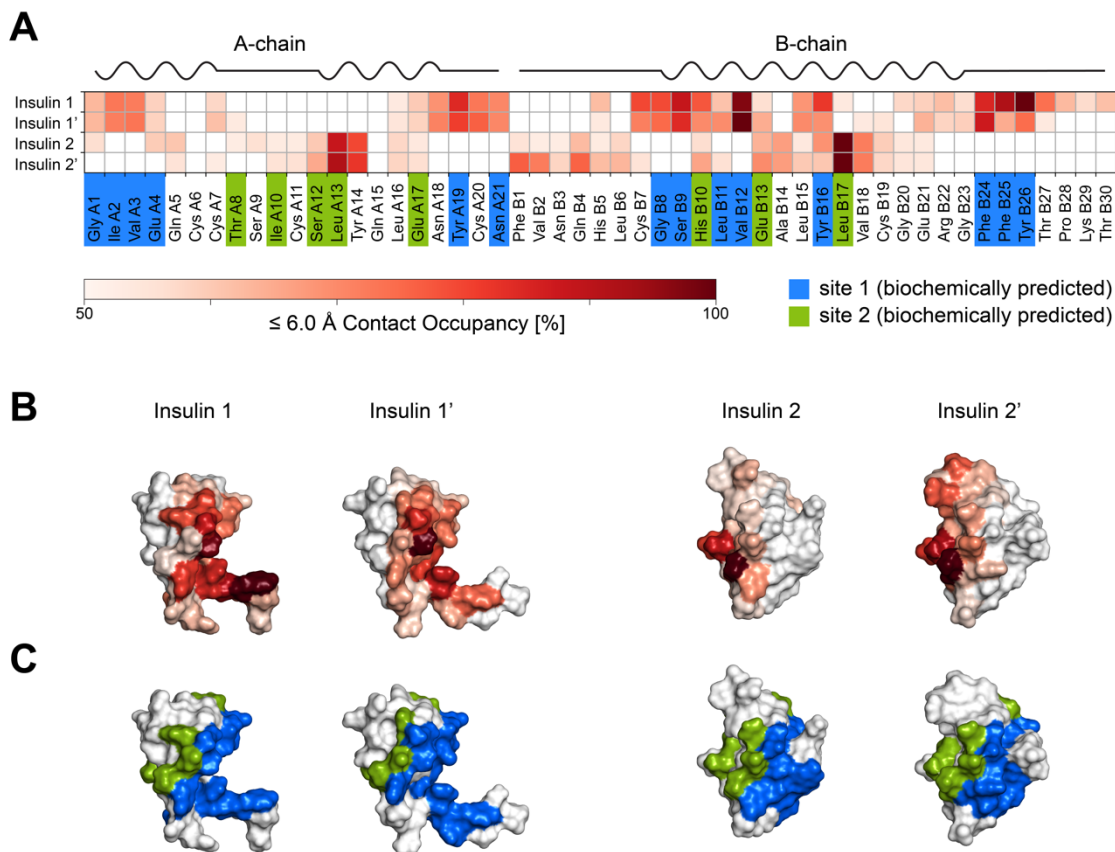 A
A-chain B-chain
Insulin 1
Insulin 1'
Insulin 2
Insulin 2'
Gly A1
Ile A2
Val A3
Glu A4
Gln A5
Cys A6
Cys A7
Thr A8
Ser A9
Ile A10
Cys A11
Ser A12
Leu A13
Tyr A14
Gln A15
Leu A16
Glu A17
Asn A18
Tyr A19
Cys A20
Asn A21
Phe B1
Val B2
Asn B3
Gln B4
His B5
Leu B6
Cys B7
Gly B8
Ser B9
His B10
Leu B11
Val B12
Glu B13
Ala B14
Leu B15
Tyr B16
Leu B17
Val B18
Cys B19
Gly B20
Glu B21
Arg B22
Gly B23
Phe B24
Phe B25
Tyr B26
Thr B27
Pro B28
Lys B29
Thr B30
50 100
≤ 6.0 Å Contact Occupancy [%]
site 1 (biochemically predicted)
site 2 (biochemically predicted)
B
Insulin 1 Insulin 1' Insulin 2 Insulin 2'
C